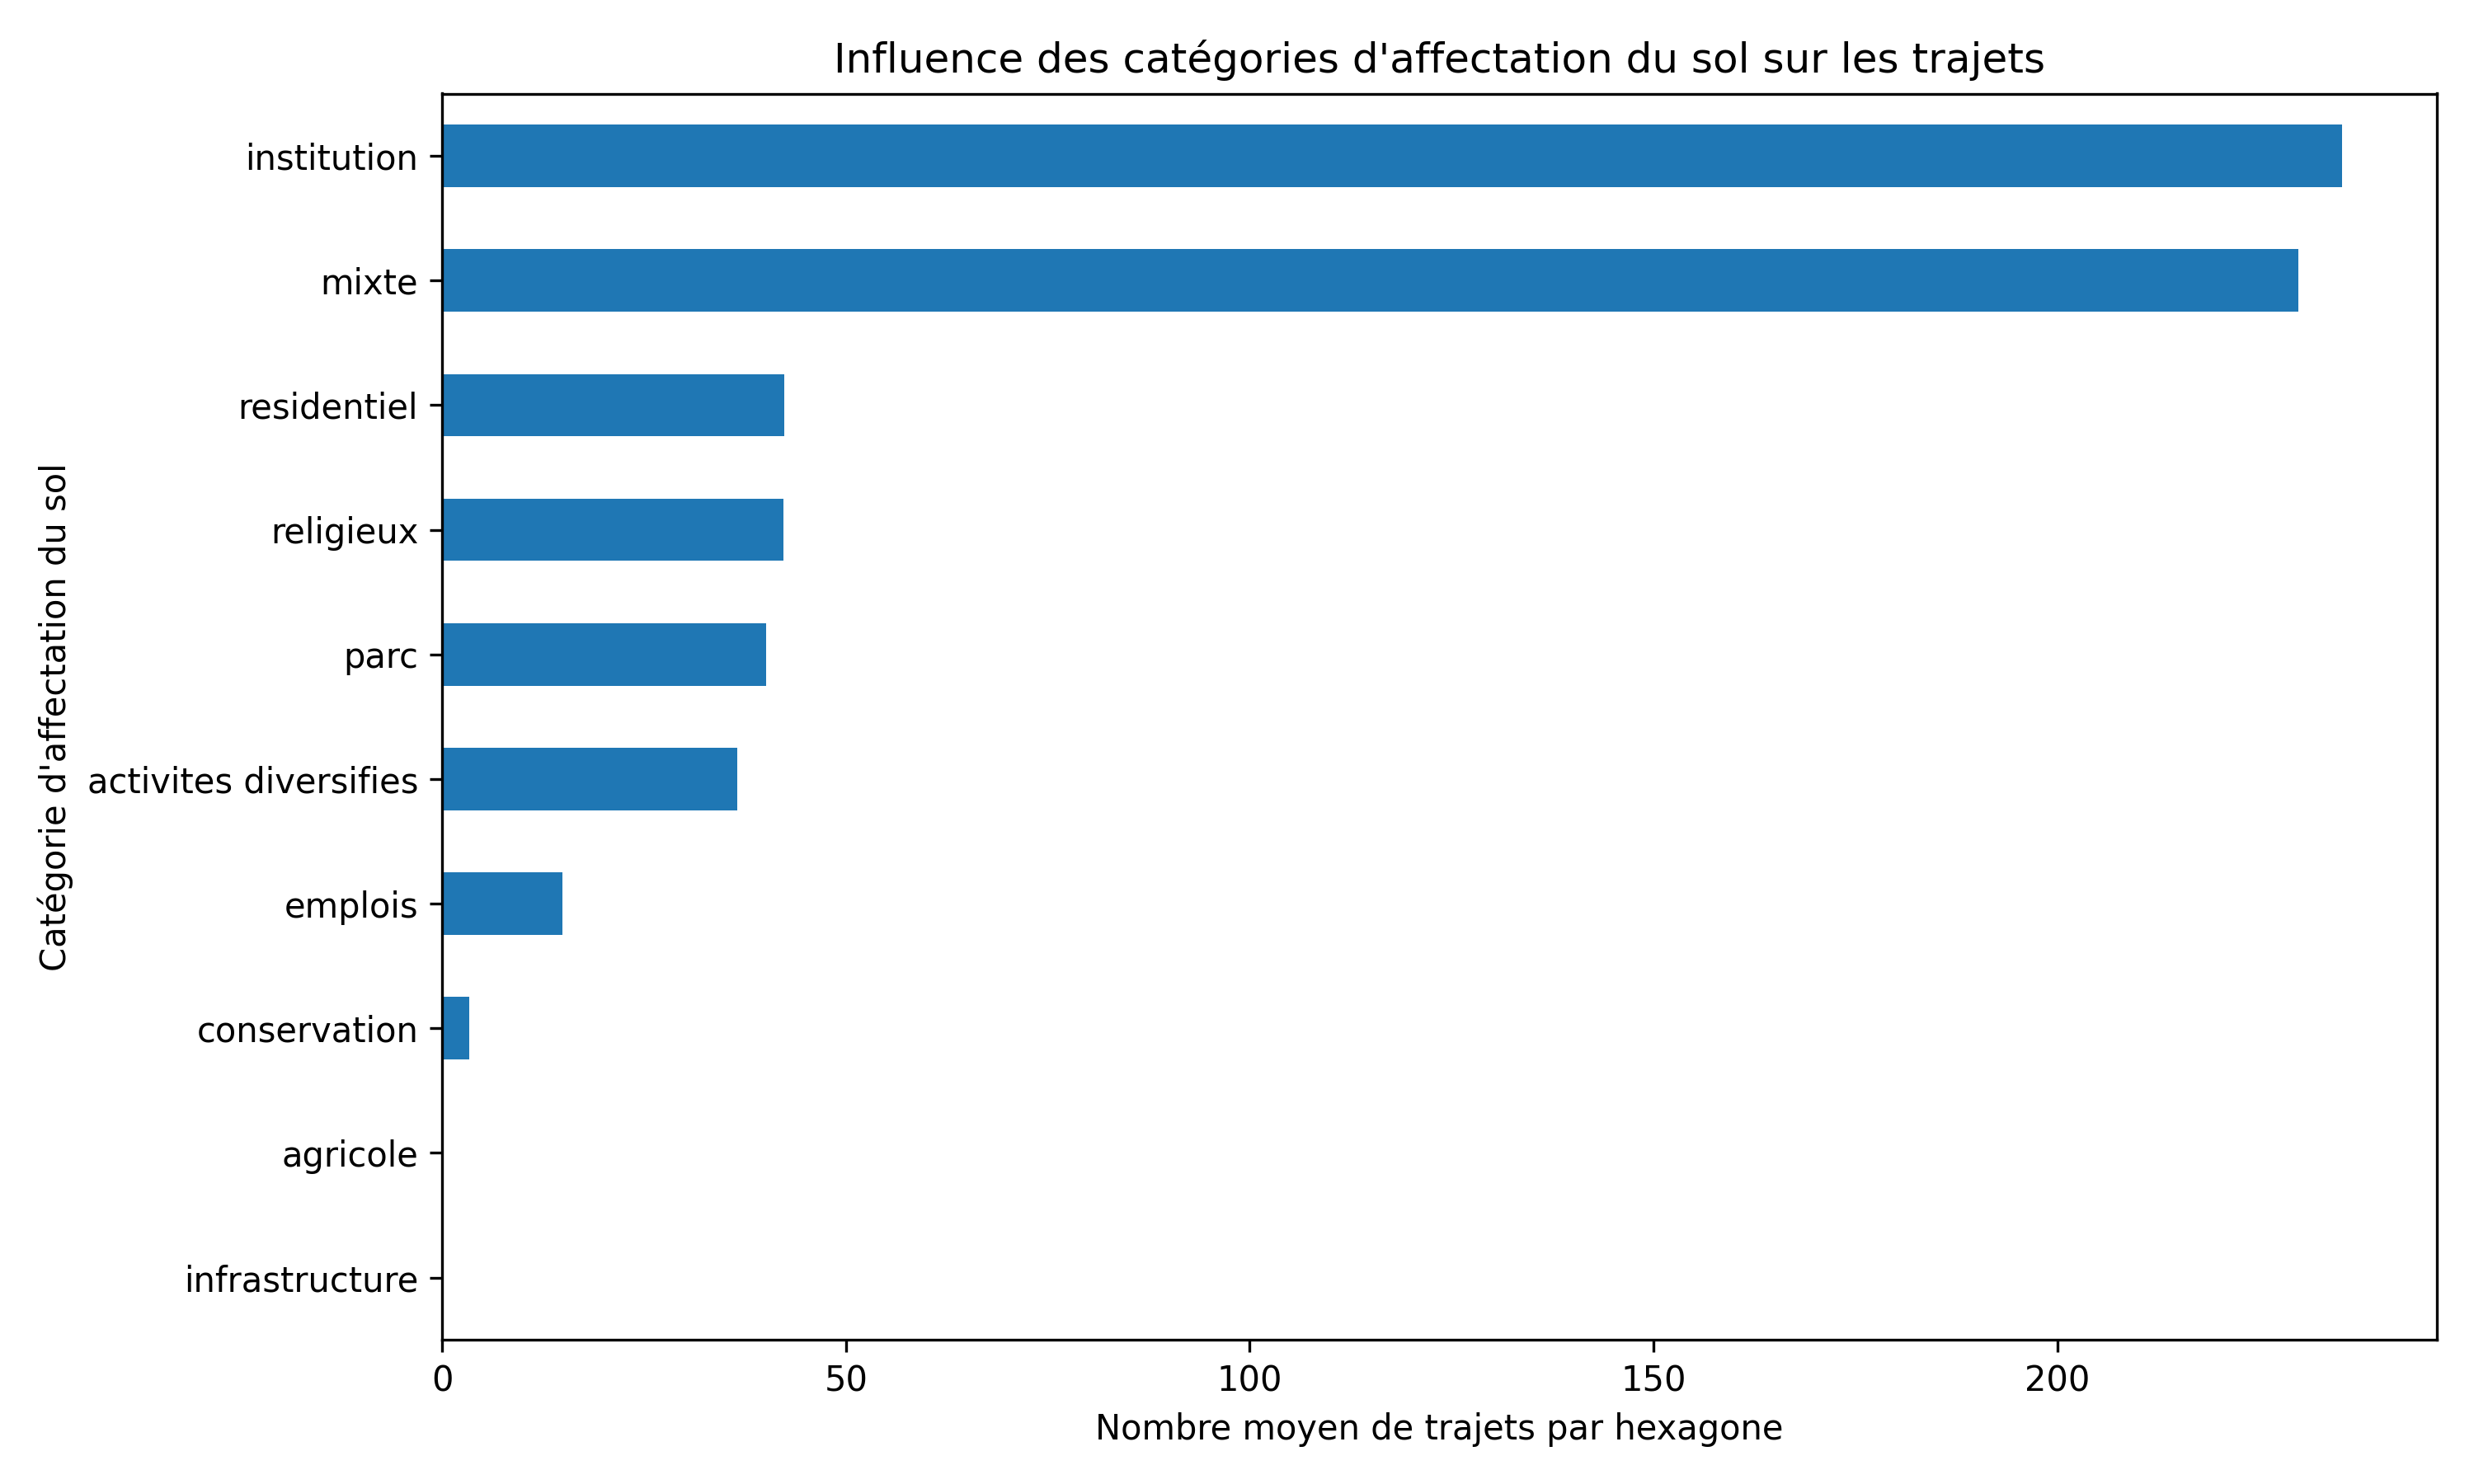 Influence des catégories d'affectation du sol sur les trajets
institution
mixte
residentiel
religieux
parc
activites diversifies
emplois
conservation
agricole
infrastructure
Catégorie d'affectation du sol
0 50 100 150 200
Nombre moyen de trajets par hexagone